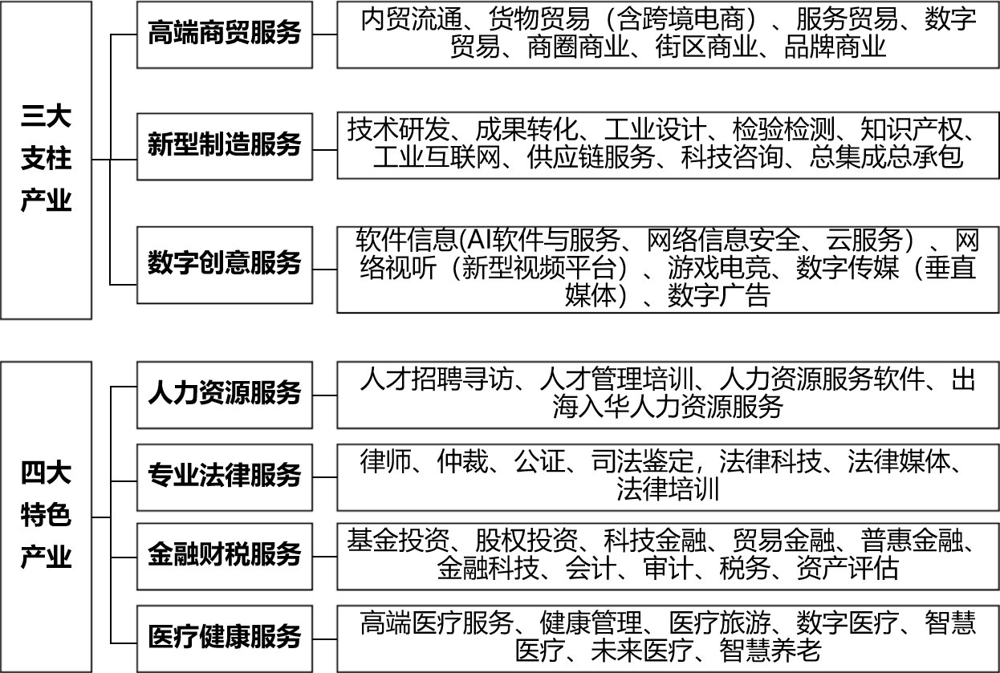 三大
支柱
产业
高端商贸服务
内贸流通、货物贸易（含跨境电商）、服务贸易、数字
贸易、商圈商业、街区商业、品牌商业
新型制造服务
技术研发、成果转化、工业设计、检验检测、知识产权、
工业互联网、供应链服务、科技咨询、总集成总承包
数字创意服务
软件信息(AI软件与服务、网络信息安全、云服务）、网
络视听（新型视频平台）、游戏电竞、数字传媒（垂直
媒体）、数字广告
四大
特色
产业
人力资源服务
人才招聘寻访、人才管理培训、人力资源服务软件、出
海入华人力资源服务
专业法律服务
律师、仲裁、公证、司法鉴定，法律科技、法律媒体、
法律培训
金融财税服务
基金投资、股权投资、科技金融、贸易金融、普惠金融、
金融科技、会计、审计、税务、资产评估
医疗健康服务
高端医疗服务、健康管理、医疗旅游、数字医疗、智慧
医疗、未来医疗、智慧养老